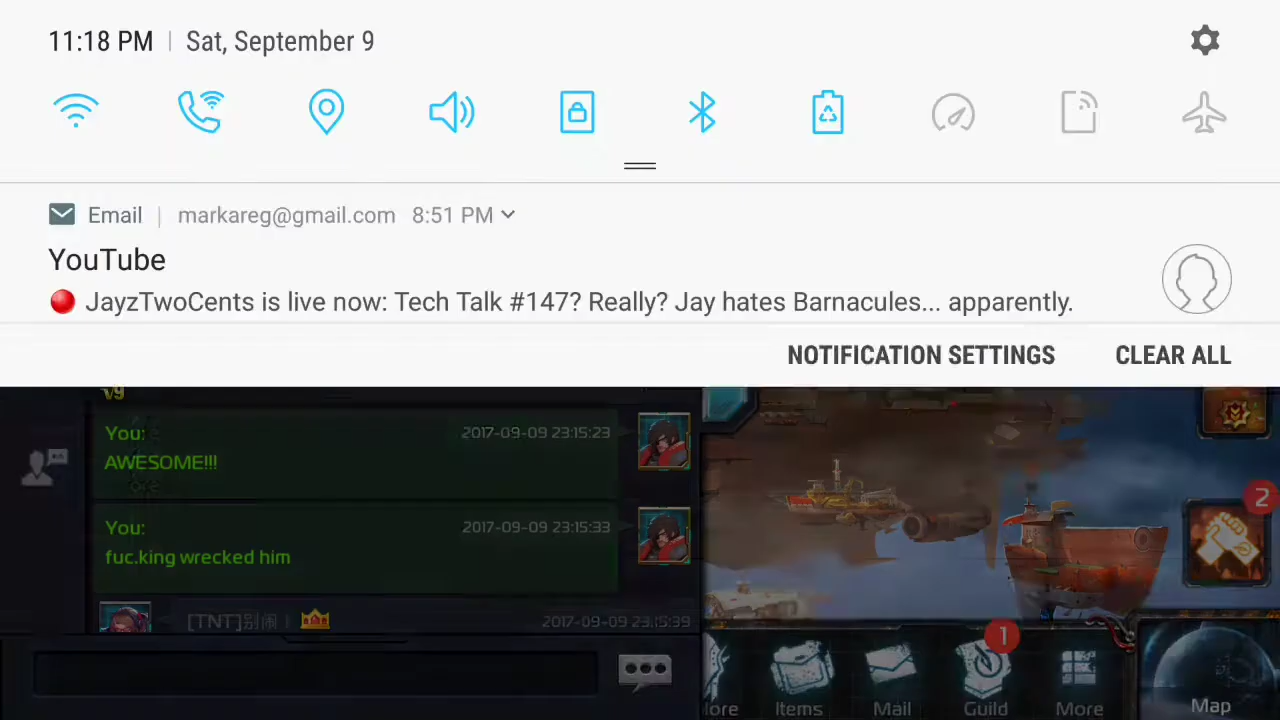 11:18 PM | Sat, September 9
Email | markareg@gmail.com 8:51 PM
YouTube
JayzTwoCents is live now: Tech Talk #147? Really? Jay hates Barnacules... apparently.
NOTIFICATION SETTINGS CLEAR ALL
v9
You: 2017-09-09 23:15:23
AWESOME!!!
You: 2017-09-09 23:15:33
fuc.king wrecked him
2
[TNT]别闹 2017-09-09 23:15:39
1
Items Mail Guild More Map